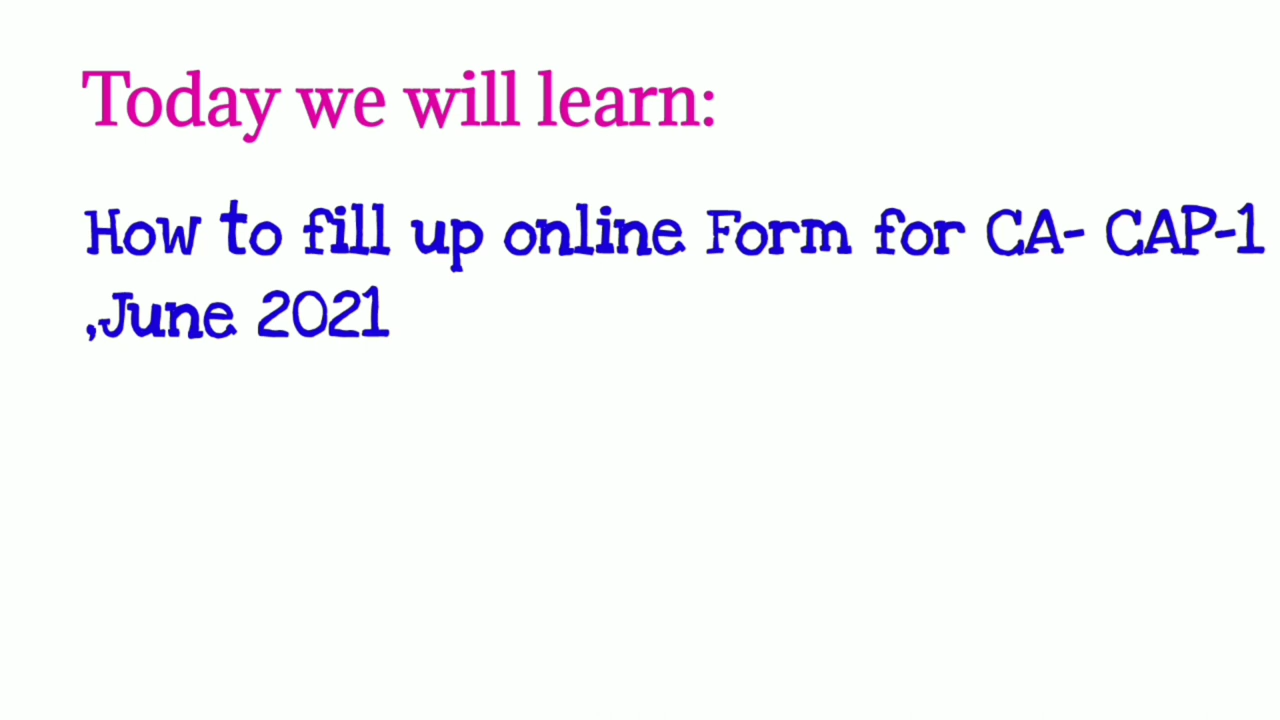 Today we will learn:
How to fill up online Form for CA- CAP-1
,June 2021